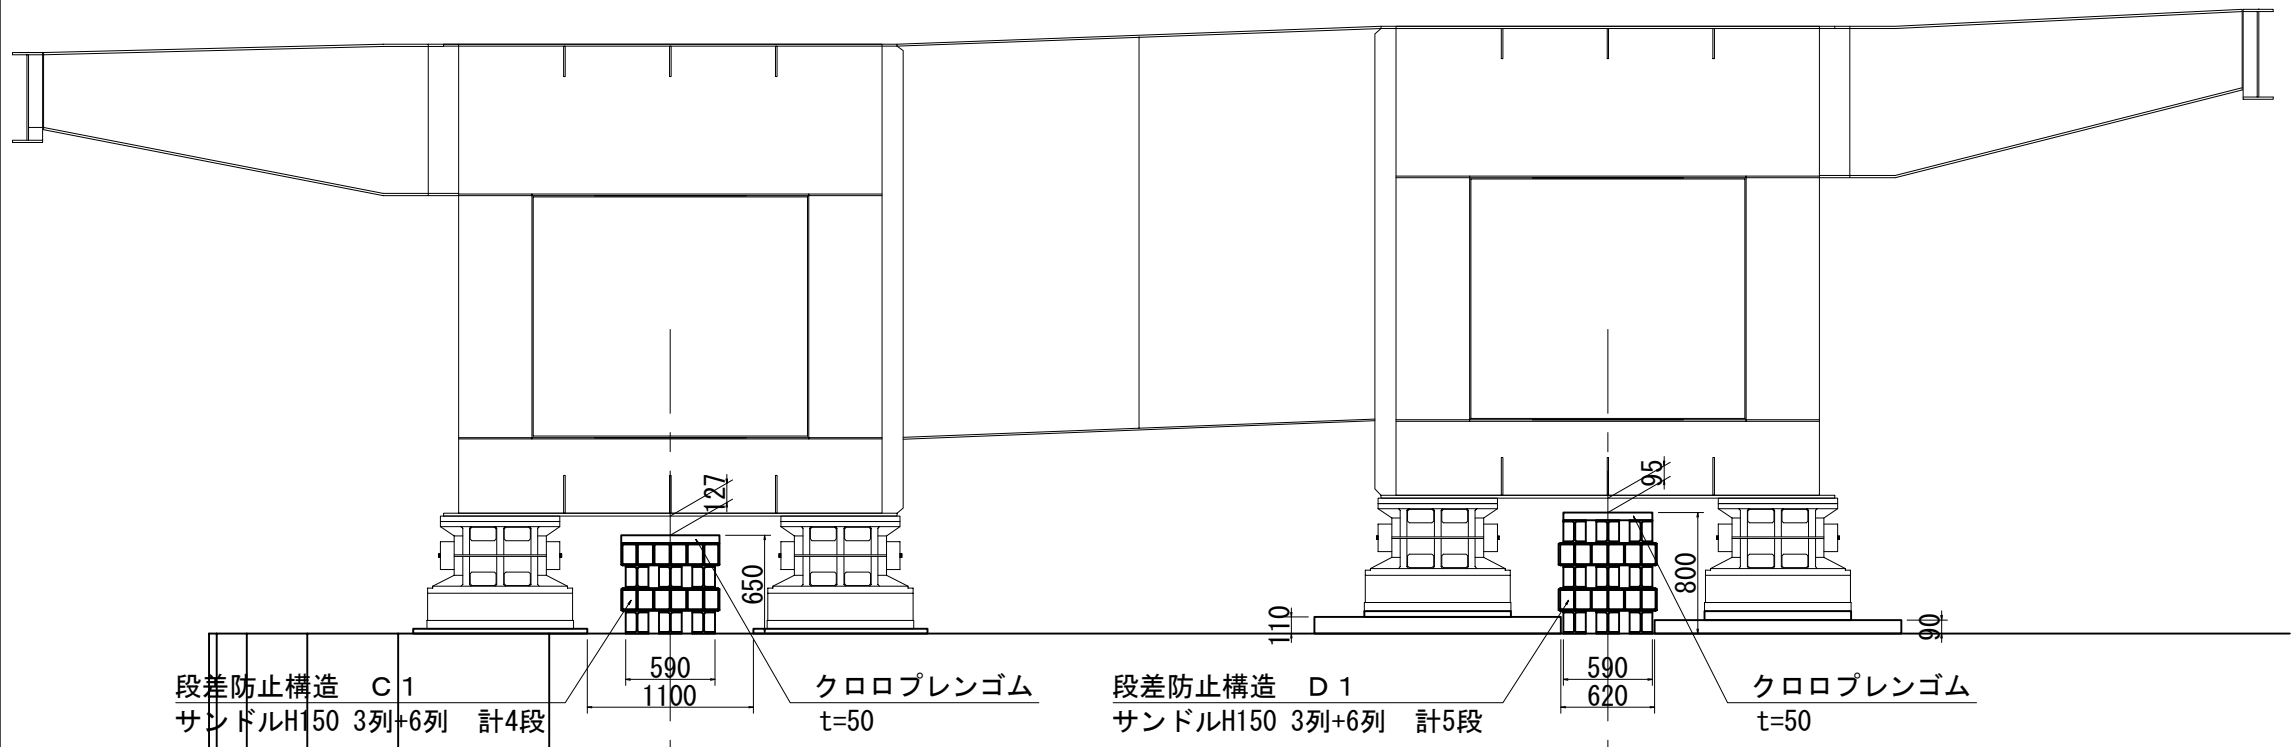 127
95
650
800
110
90
590
1100
590
620
段差防止構造　Ｃ１
サンドルH150 3列+6列　計4段
クロロプレンゴム
t=50
段差防止構造　Ｄ１
サンドルH150 3列+6列　計5段
クロロプレンゴム
t=50